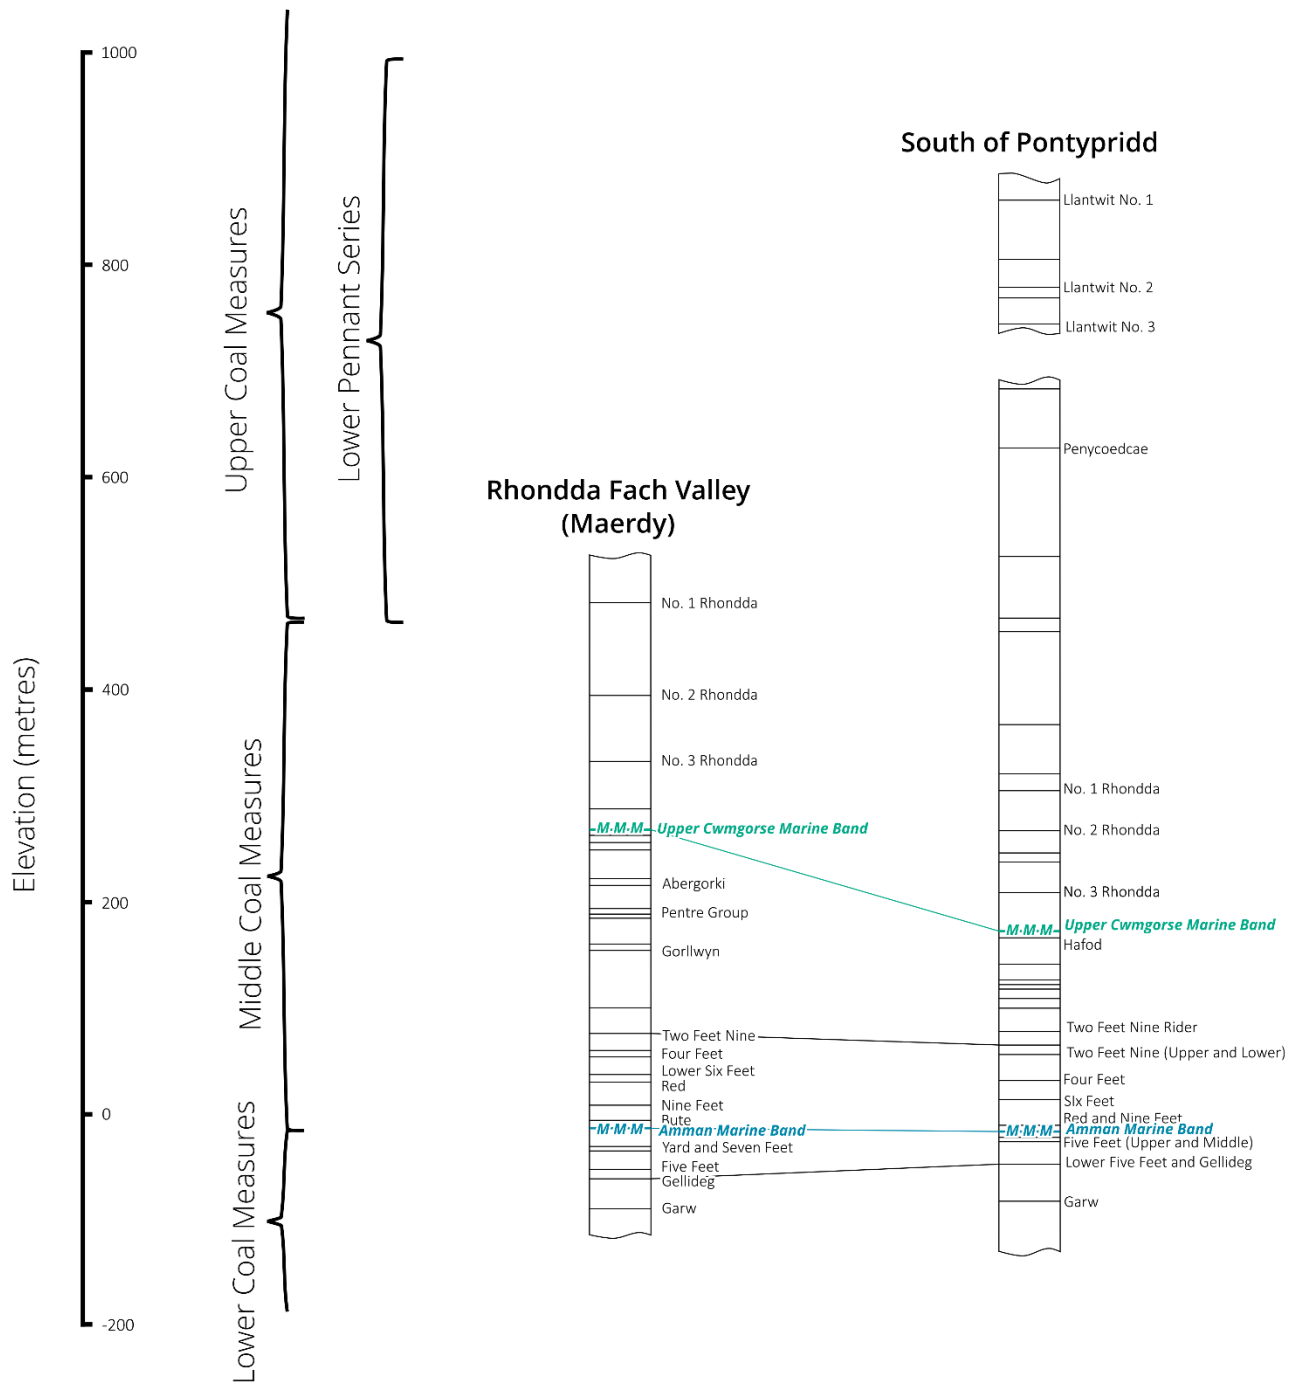 1000
800
600
400
200
0
-200
Elevation (metres)
Upper Coal Measures
Lower Pennant Series
Middle Coal Measures
Lower Coal Measures
Rhondda Fach Valley
(Maerdy)
No. 1 Rhondda
No. 2 Rhondda
No. 3 Rhondda
M·M·M
Upper Cwmgorse Marine Band
Abergorki
Pentre Group
Gorllwyn
Two Feet Nine
Four Feet
Lower Six Feet
Red
Nine Feet
Bute
M·M·M
Amman Marine Band
Yard and Seven Feet
Five Feet
Gellideg
Garw
South of Pontypridd
Llantwit No. 1
Llantwit No. 2
Llantwit No. 3
Penycoedcae
No. 1 Rhondda
No. 2 Rhondda
No. 3 Rhondda
M·M·M
Upper Cwmgorse Marine Band
Hafod
Two Feet Nine Rider
Two Feet Nine (Upper and Lower)
Four Feet
SIx Feet
Red and Nine Feet
M·M·M
Amman Marine Band
Five Feet (Upper and Middle)
Lower Five Feet and Gellideg
Garw